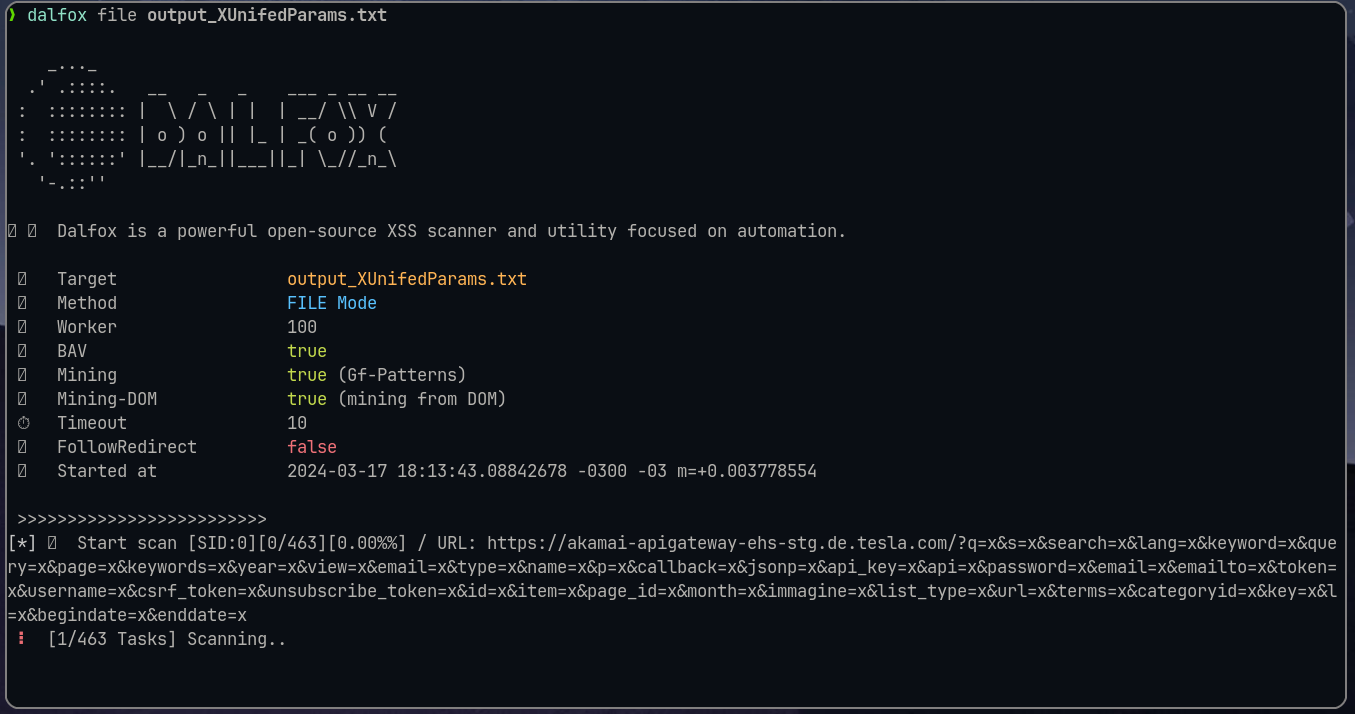 ❯ dalfox file output_XUnifedParams.txt
    _..._
  .' .::::.   __   _   _    ___ _ __ __
 :  :::::::: |  \ / \ | |  | __/ \\ V /
 :  :::::::: | o ) o || |_ | _( o )) (
 '. '::::::' |__/|_n_||___||_| \_//_n_\
   '-.::''
Dalfox is a powerful open-source XSS scanner and utility focused on automation.
Target                 output_XUnifedParams.txt
Method                 FILE Mode
Worker                 100
BAV                    true
Mining                 true (Gf-Patterns)
Mining-DOM             true (mining from DOM)
⏱   Timeout                10
FollowRedirect         false
Started at             2024-03-17 18:13:43.08842678 -0300 -03 m=+0.003778554
>>>>>>>>>>>>>>>>>>>>>>>>>
[*] Start scan [SID:0][0/463][0.00%%] / URL: https://akamai-apigateway-ehs-stg.de.tesla.com/?q=x&s=x&search=x&lang=x&keyword=x&que
ry=x&page=x&keywords=x&year=x&view=x&email=x&type=x&name=x&p=x&callback=x&jsonp=x&api_key=x&api=x&password=x&email=x&emailto=x&token=
x&username=x&csrf_token=x&unsubscribe_token=x&id=x&item=x&page_id=x&month=x&immagine=x&list_type=x&url=x&terms=x&categoryid=x&key=x&l
=x&begindate=x&enddate=x
[1/463 Tasks] Scanning..